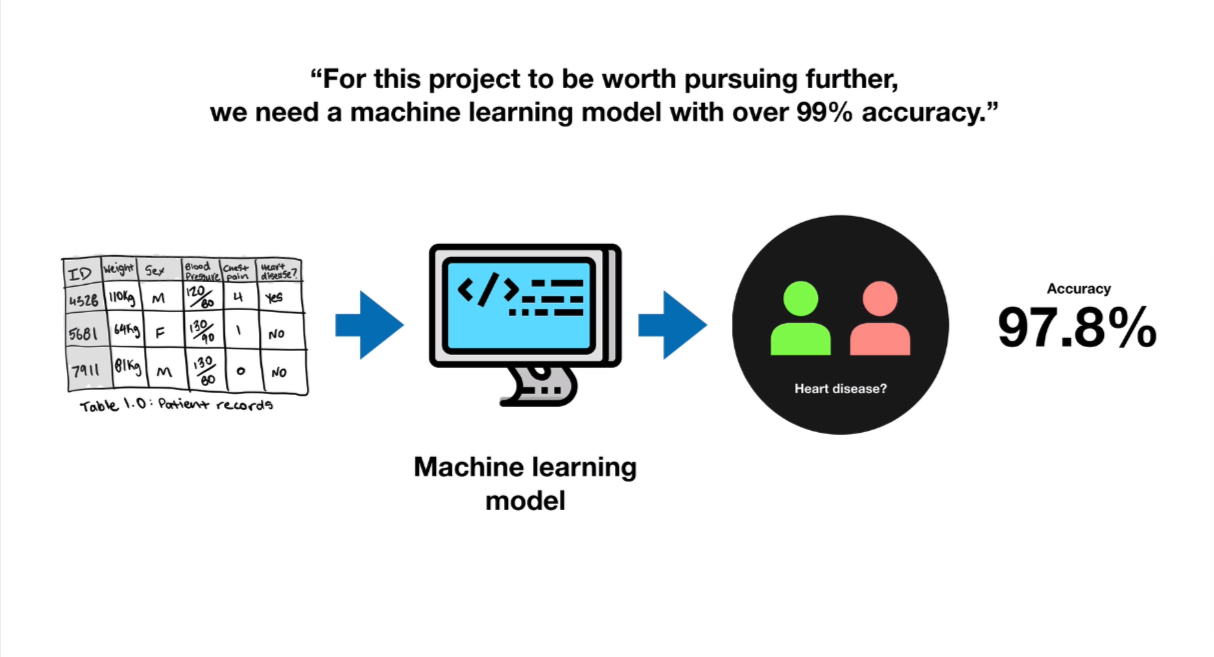 “For this project to be worth pursuing further,
we need a machine learning model with over 99% accuracy.”
ID Weight Sex Blood Pressure Chest pain Heart disease?
4328 110kg M 120/80 4 Yes
5681 64kg F 130/90 1 No
7911 81kg M 130/80 0 No
Table 1.0: Patient records
</>
Machine learning
model
Heart disease?
Accuracy
97.8%